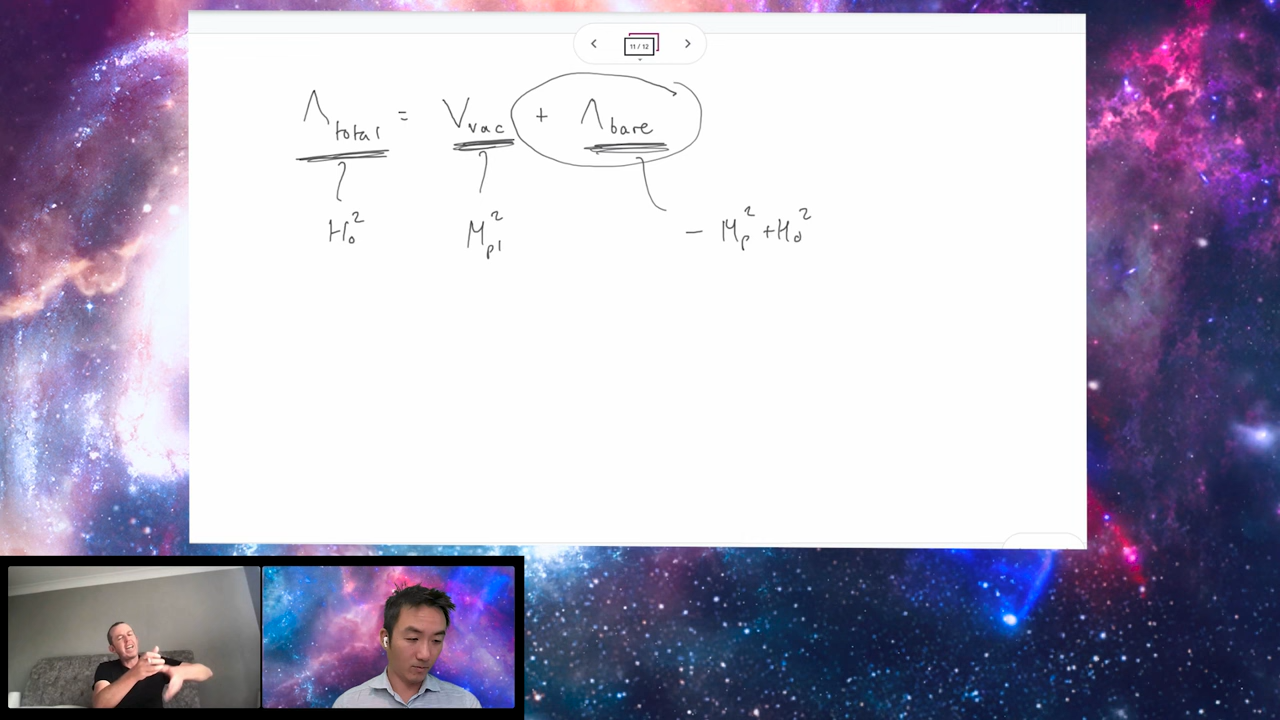 11 / 12
Λtotal = Vvac + Λbare
H₀² Mpl² − Mp² + H₀²